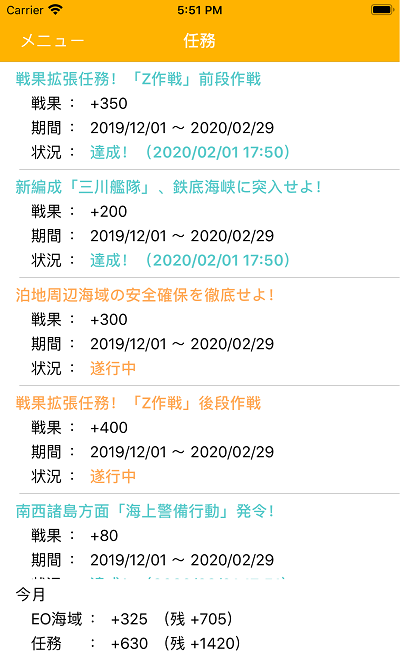 Carrier 5:51 PM
メニュー 任務
戦果拡張任務！「Z作戦」前段作戦
戦果： +350
期間： 2019/12/01 〜 2020/02/29
状況： 達成！（2020/02/01 17:50）
新編成「三川艦隊」、鉄底海峡に突入せよ！
戦果： +200
期間： 2019/12/01 〜 2020/02/29
状況： 達成！（2020/02/01 17:50）
泊地周辺海域の安全確保を徹底せよ！
戦果： +300
期間： 2019/12/01 〜 2020/02/29
状況： 遂行中
戦果拡張任務！「Z作戦」後段作戦
戦果： +400
期間： 2019/12/01 〜 2020/02/29
状況： 遂行中
南西諸島方面「海上警備行動」発令！
戦果： +80
期間： 2019/12/01 〜 2020/02/29
今月
EO海域： +325 （残 +705）
任務： +630 （残 +1420）